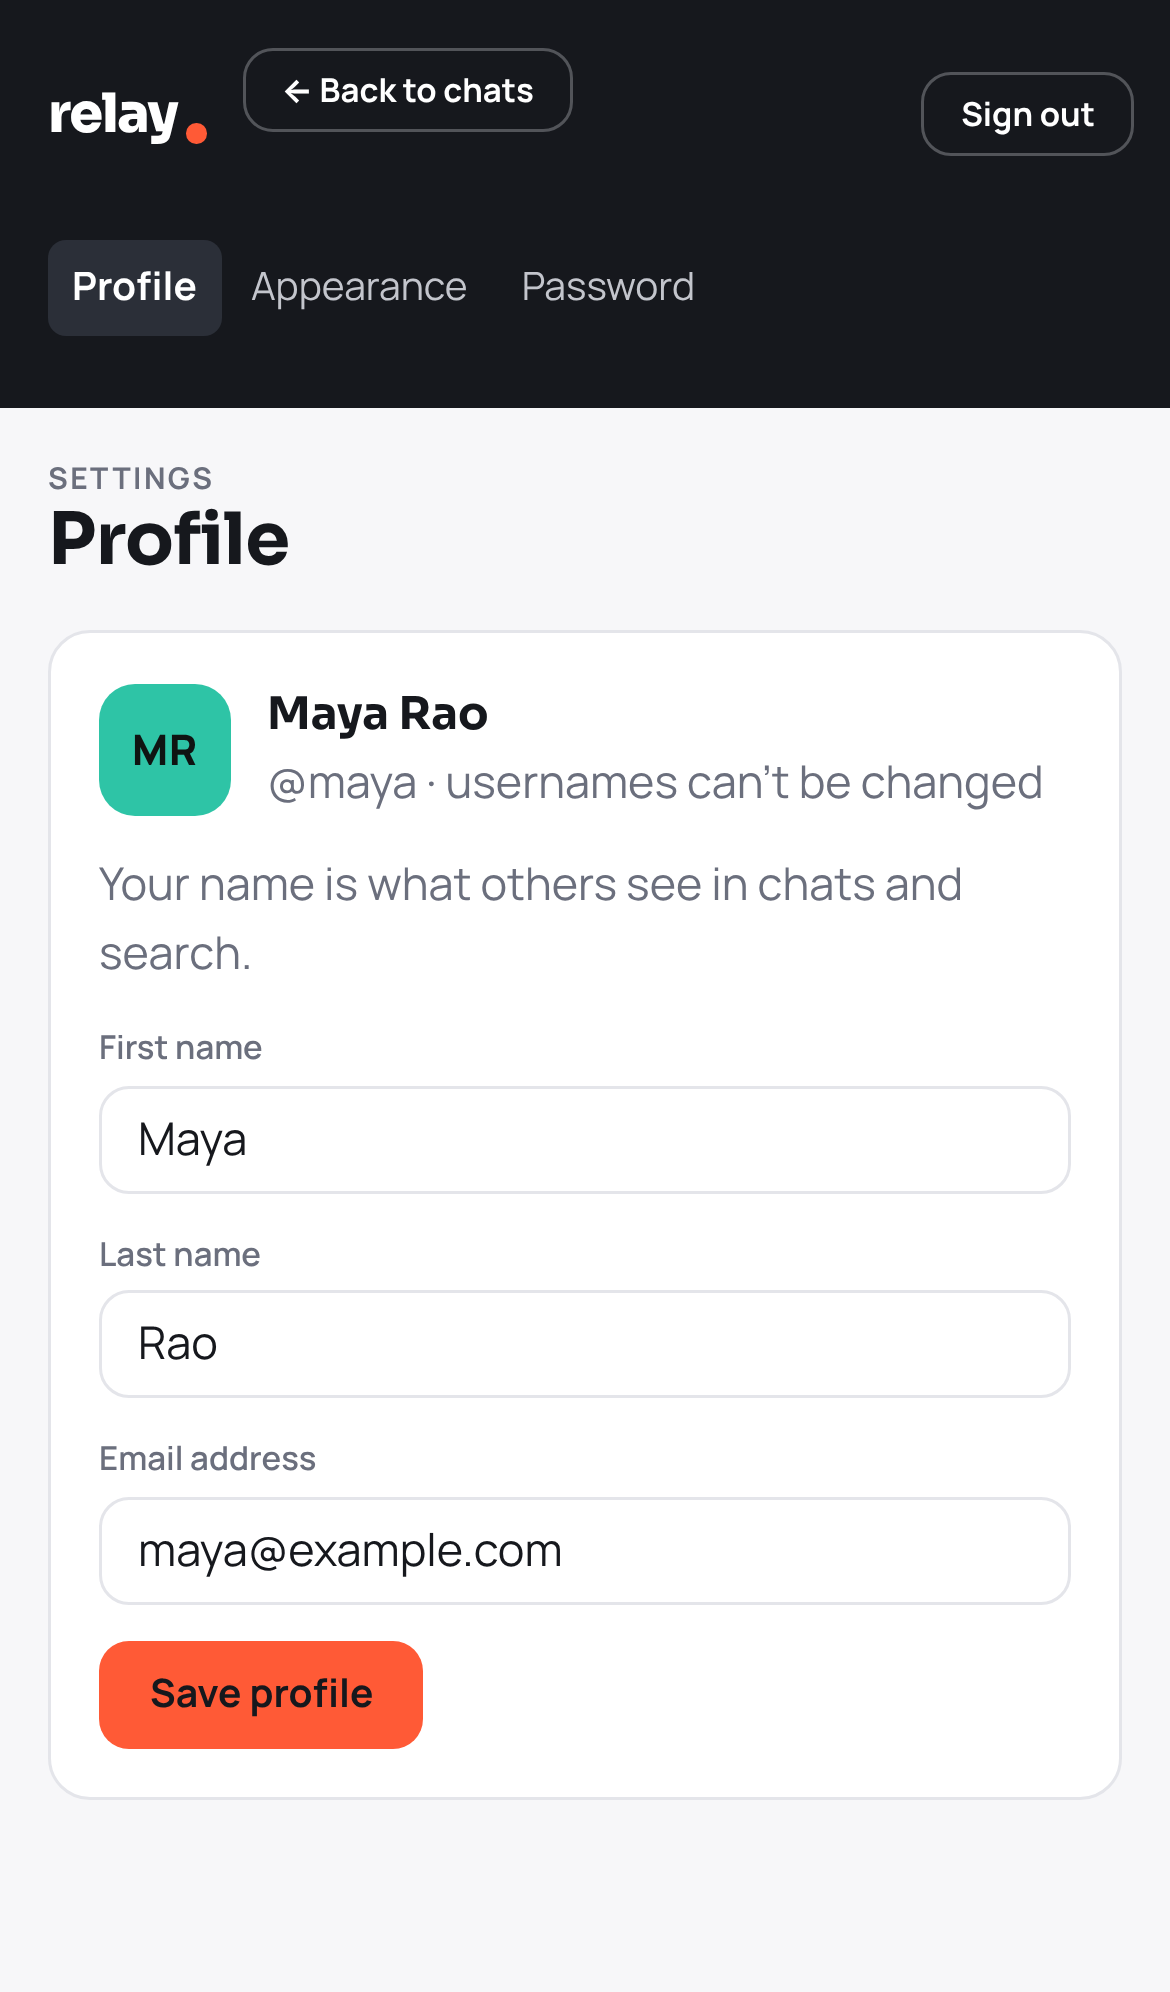 relay.
← Back to chats
Sign out
Profile
Appearance
Password
SETTINGS
Profile
MR
Maya Rao
@maya · usernames can't be changed
Your name is what others see in chats and
search.
First name
Maya
Last name
Rao
Email address
maya@example.com
Save profile